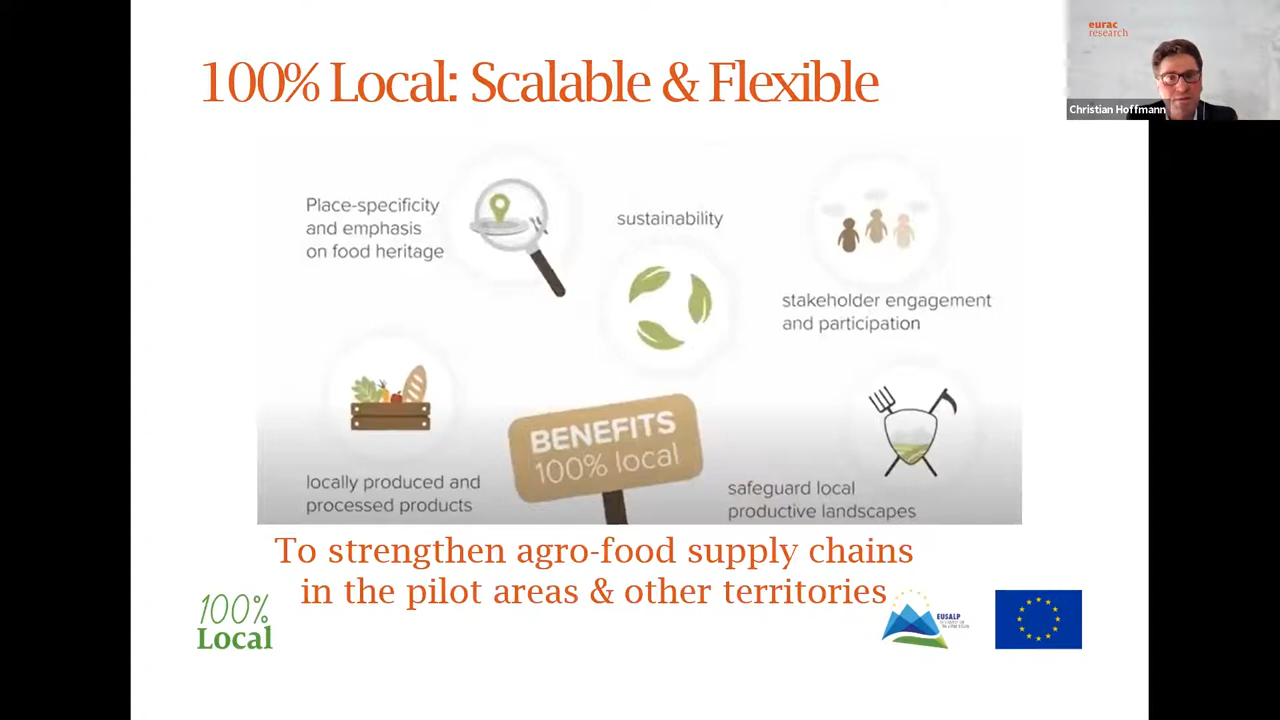 eurac
research
Christian Hoffmann
100% Local: Scalable & Flexible
Place-specificity
and emphasis
on food heritage
sustainability
stakeholder engagement
and participation
locally produced and
processed products
BENEFITS
100% local
safeguard local
productive landscapes
To strengthen agro-food supply chains
in the pilot areas & other territories
100%
Local
EUSALP